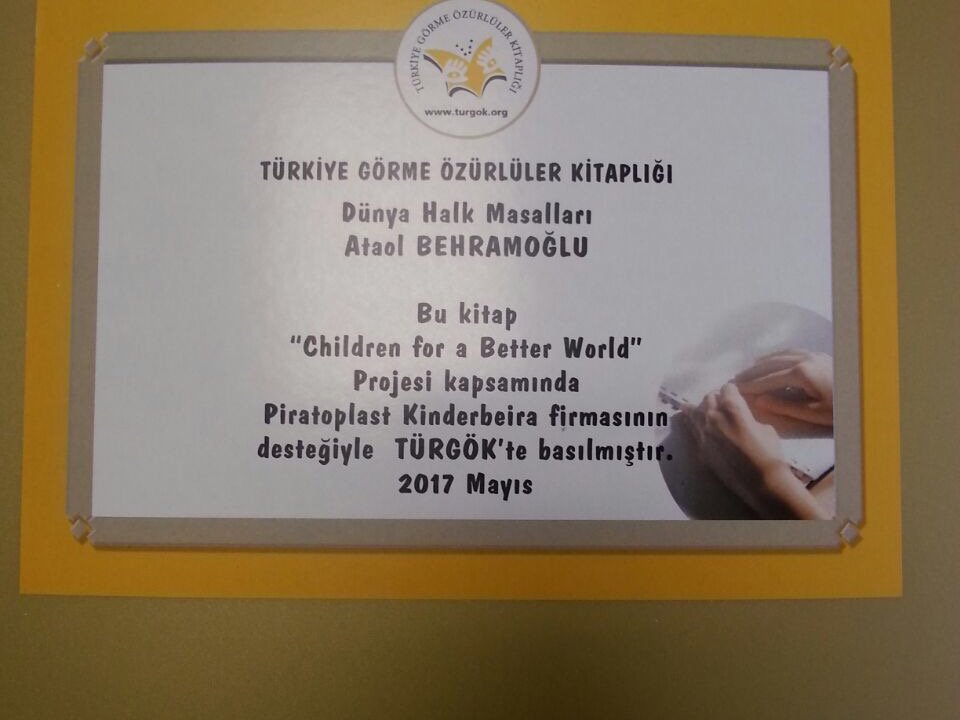 TÜRKİYE GÖRME ÖZÜRLÜLER KİTAPLIĞI
www.turgok.org
TÜRKİYE GÖRME ÖZÜRLÜLER KİTAPLIĞI
Dünya Halk Masalları
Ataol BEHRAMOĞLU
Bu kitap
"Children for a Better World"
Projesi kapsamında
Piratoplast Kinderbeira firmasının
desteğiyle TÜRGÖK'te basılmıştır.
2017 Mayıs